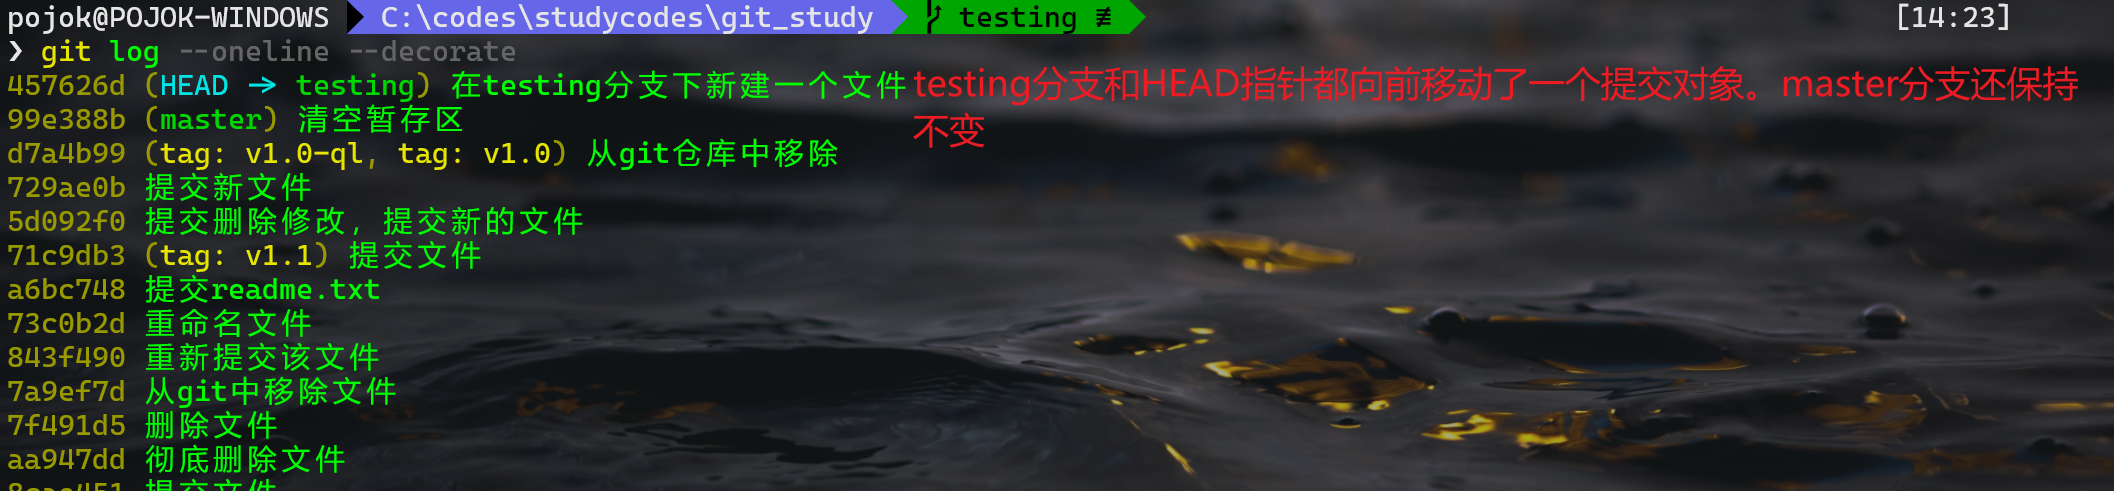 pojok@POJOK-WINDOWS C:\codes\studycodes\git_study testing ≢ [14:23]
❯ git log --oneline --decorate
457626d (HEAD -> testing) 在testing分支下新建一个文件
testing分支和HEAD指针都向前移动了一个提交对象。master分支还保持
不变
99e388b (master) 清空暂存区
d7a4b99 (tag: v1.0-ql, tag: v1.0) 从git仓库中移除
729ae0b 提交新文件
5d092f0 提交删除修改, 提交新的文件
71c9db3 (tag: v1.1) 提交文件
a6bc748 提交readme.txt
73c0b2d 重命名文件
843f490 重新提交该文件
7a9ef7d 从git中移除文件
7f491d5 删除文件
aa947dd 彻底删除文件
提交文件